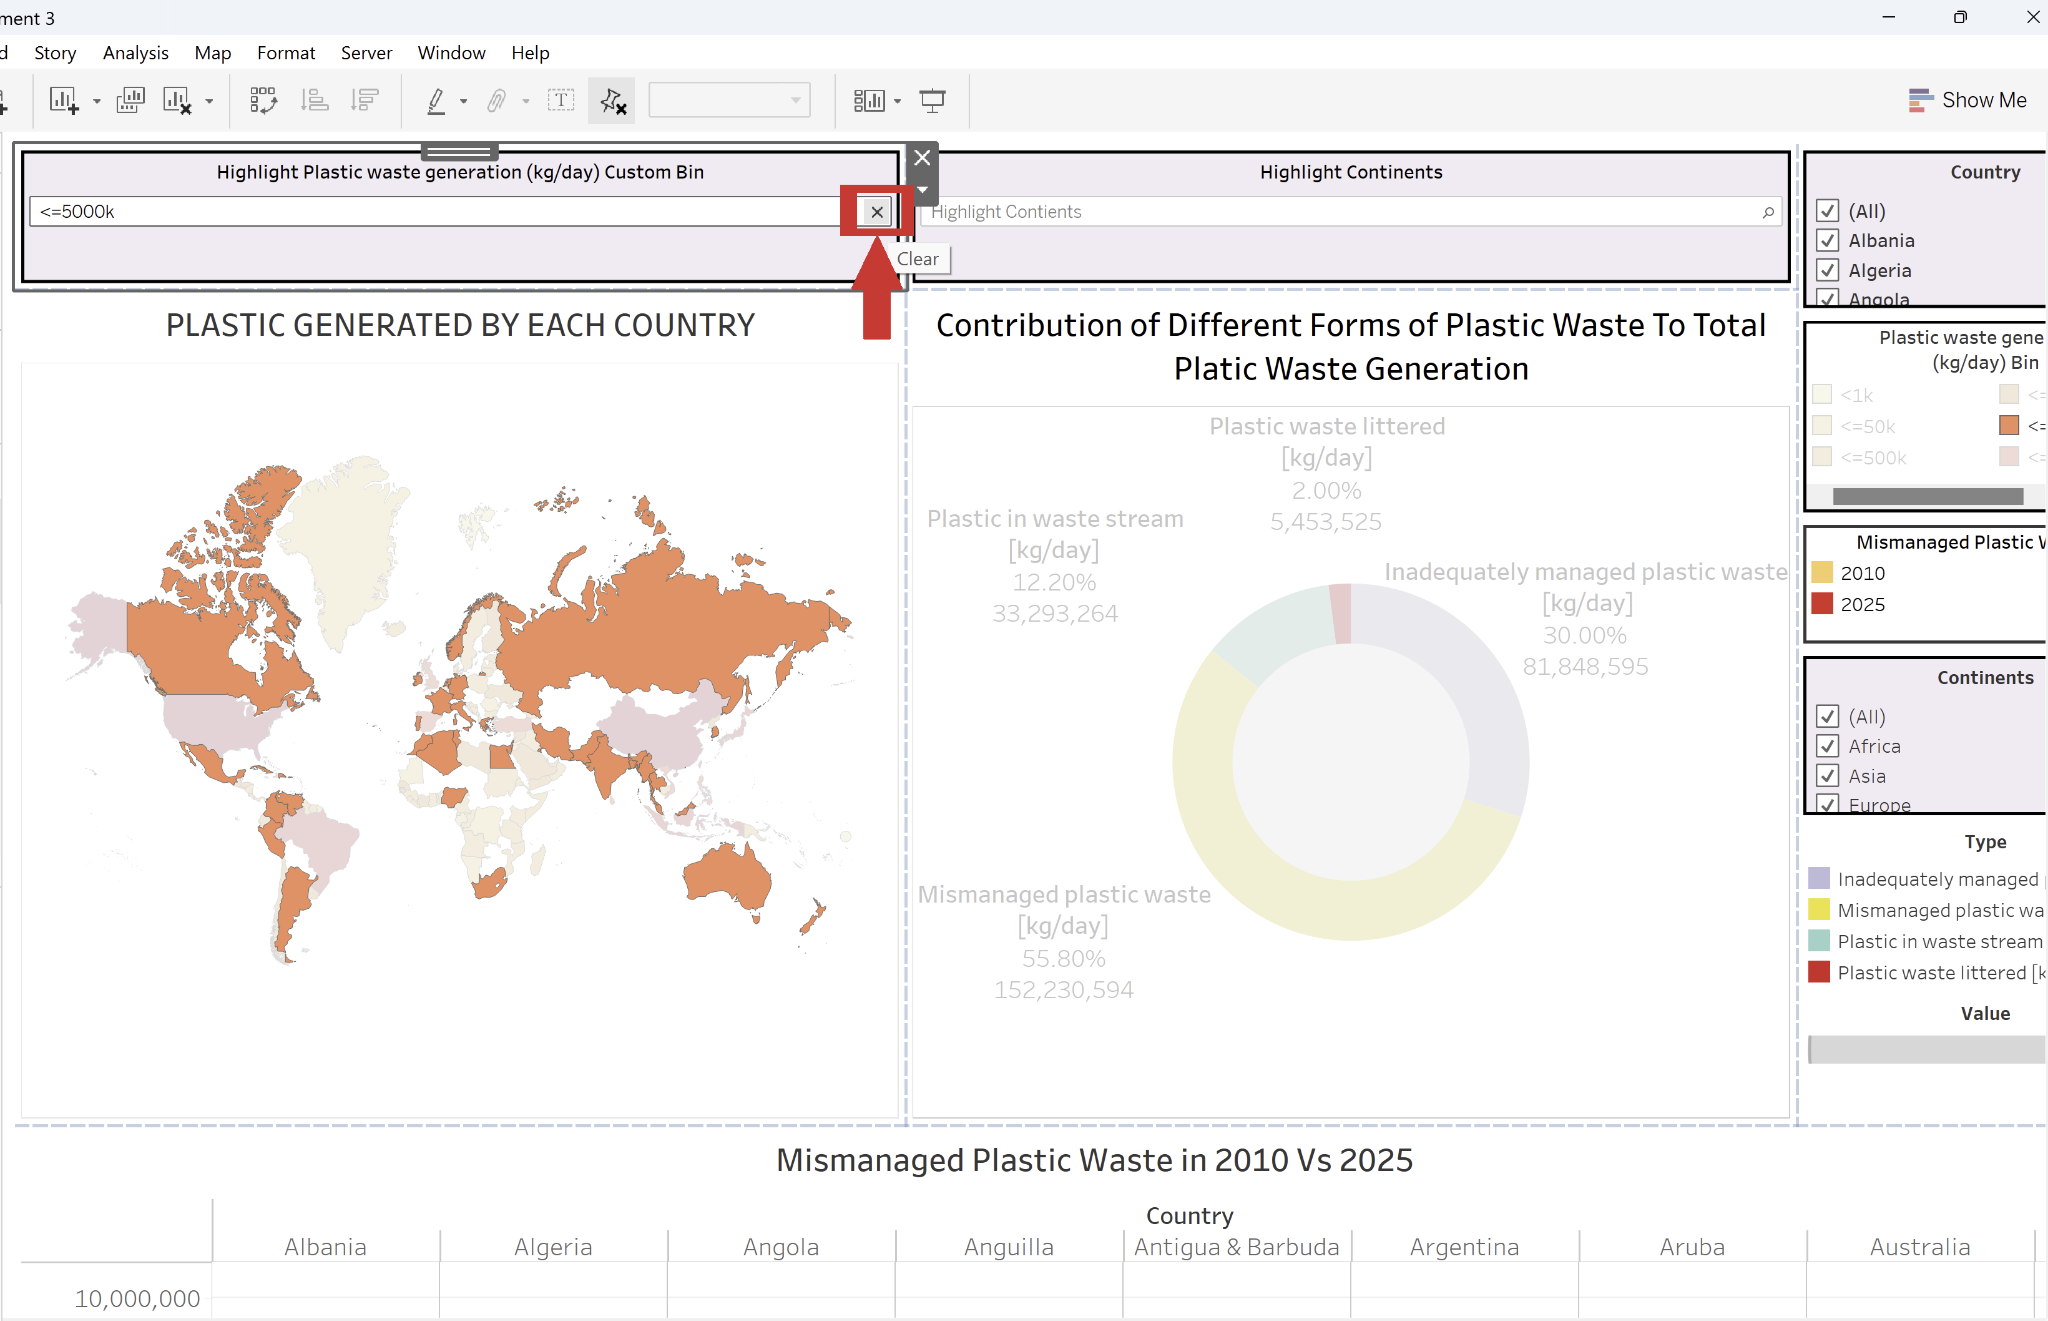 ment 3
d Story Analysis Map Format Server Window Help
Show Me
Highlight Plastic waste generation (kg/day) Custom Bin
<=5000k
Clear
Highlight Continents
Highlight Contients
Country
(All)
Albania
Algeria
Angola
PLASTIC GENERATED BY EACH COUNTRY
Contribution of Different Forms of Plastic Waste To Total
Platic Waste Generation
Plastic waste littered
[kg/day]
2.00%
5,453,525
Plastic in waste stream
[kg/day]
12.20%
33,293,264
Inadequately managed plastic waste
[kg/day]
30.00%
81,848,595
Mismanaged plastic waste
[kg/day]
55.80%
152,230,594
Plastic waste gene
(kg/day) Bin
<1k <=
<=50k <=
<=500k <=
Mismanaged Plastic W
2010
2025
Continents
(All)
Africa
Asia
Europe
Type
Inadequately managed
Mismanaged plastic wa
Plastic in waste stream
Plastic waste littered [k
Value
Mismanaged Plastic Waste in 2010 Vs 2025
Country
Albania Algeria Angola Anguilla Antigua & Barbuda Argentina Aruba Australia
10,000,000